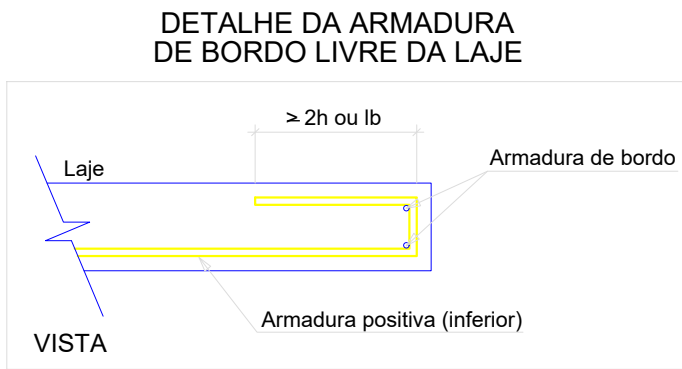 DETALHE DA ARMADURA
DE BORDO LIVRE DA LAJE
≥ 2h ou lb
Laje
Armadura de bordo
Armadura positiva (inferior)
VISTA